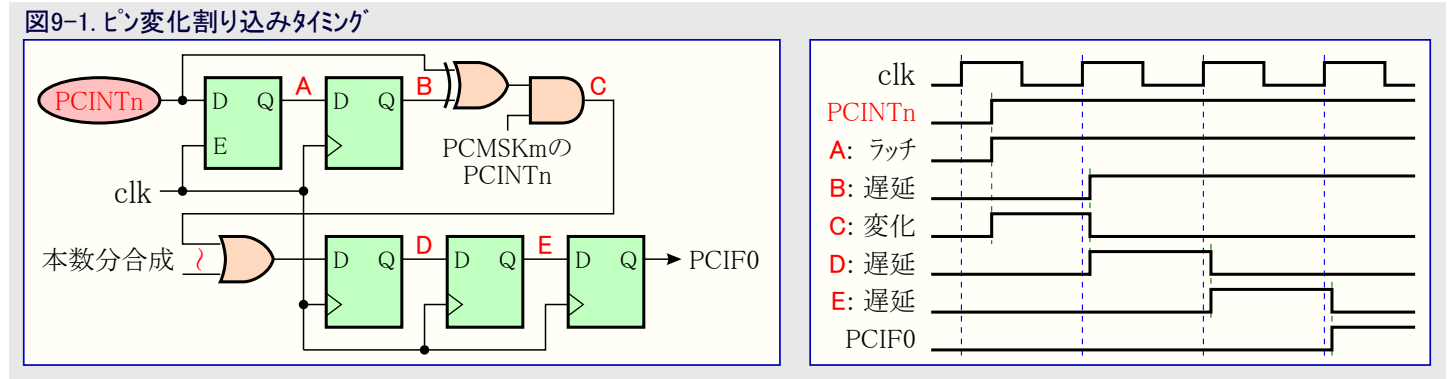 図9-1. ピン変化割り込みタイミング
PCINTn
D Q
E
A
D Q
B
C
PCMSKmの
PCINTn
clk
本数分合成
～
D Q
D
D Q
E
D Q
PCIF0
clk
PCINTn
A: ラッチ
B: 遅延
C: 変化
D: 遅延
E: 遅延
PCIF0